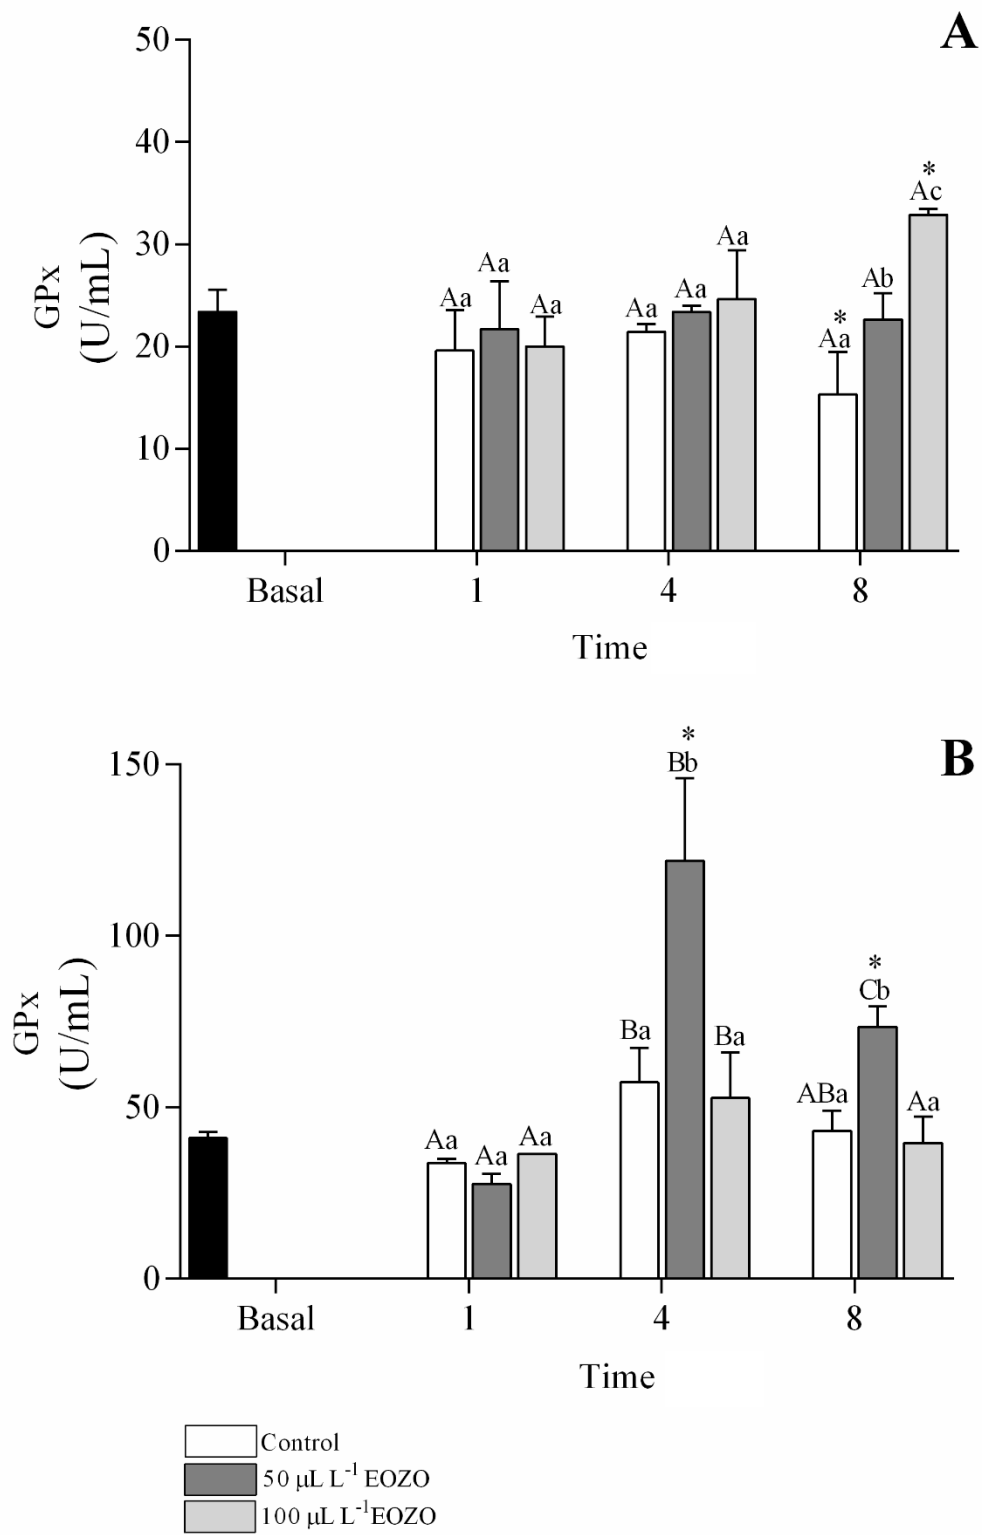 A
50
40
30
20
10
0
GPx
(U/mL)
Aa
Aa
Aa
Aa
Aa
Aa
*
Aa
Ab
*
Ac
Basal
1
4
8
Time
B
150
100
50
0
GPx
(U/mL)
Aa
Aa
Aa
Ba
*
Bb
Ba
ABa
*
Cb
Aa
Basal
1
4
8
Time
Control
50 µL L⁻¹ EOZO
100 µL L⁻¹EOZO